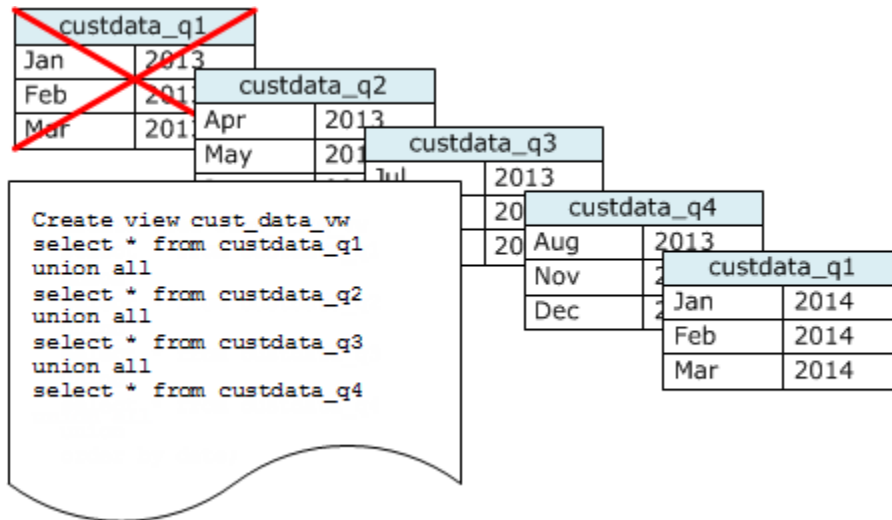 custdata_q1
Jan 2013
Feb
Mar
custdata_q2
Apr 2013
May
custdata_q3
Jul 2013
custdata_q4
Aug 2013
Nov
Dec
custdata_q1
Jan 2014
Feb 2014
Mar 2014
Create view cust_data_vw
select * from custdata_q1
union all
select * from custdata_q2
union all
select * from custdata_q3
union all
select * from custdata_q4